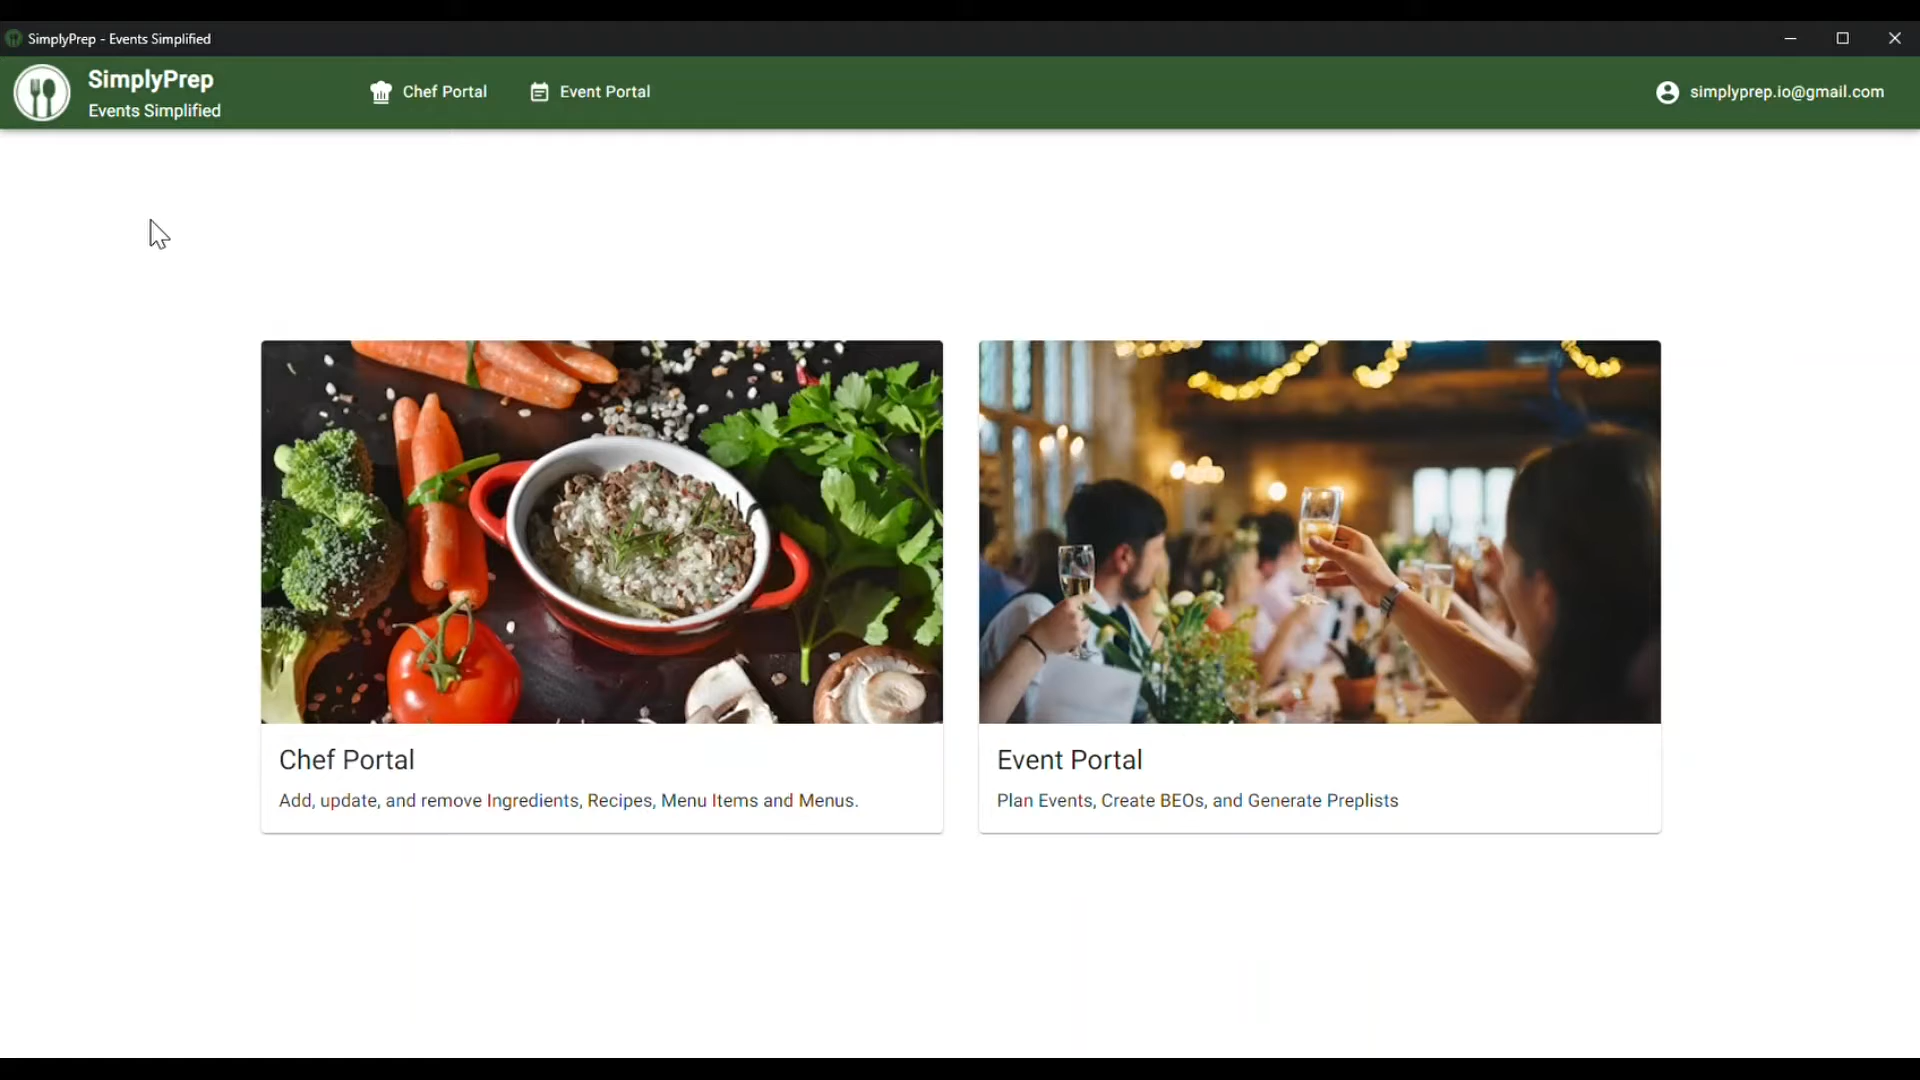 SimplyPrep - Events Simplified
SimplyPrep
Events Simplified
Chef Portal
Event Portal
simplyprep.io@gmail.com
Chef Portal
Add, update, and remove Ingredients, Recipes, Menu Items and Menus.
Event Portal
Plan Events, Create BEOs, and Generate Preplists